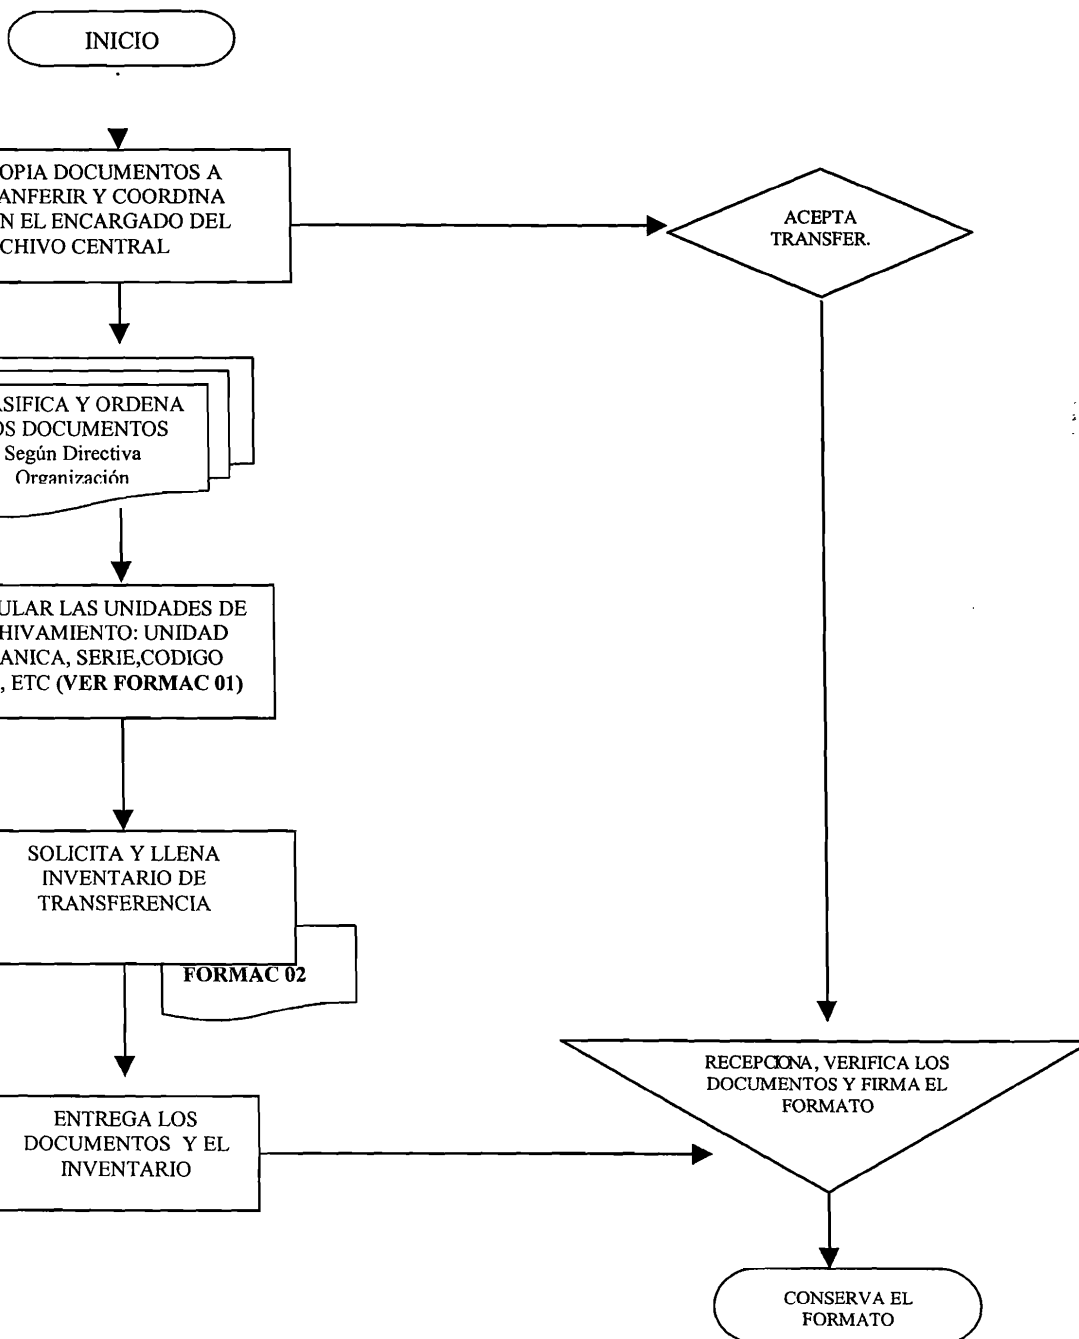 INICIO
OPIA DOCUMENTOS A
ANFERIR Y COORDINA
N EL ENCARGADO DEL
CHIVO CENTRAL
ACEPTA
TRANSFER.
SIFICA Y ORDENA
OS DOCUMENTOS
Según Directiva
Organización
ULAR LAS UNIDADES DE
HIVAMIENTO: UNIDAD
ANICA, SERIE,CODIGO
, ETC (VER FORMAC 01)
SOLICITA Y LLENA
INVENTARIO DE
TRANSFERENCIA
FORMAC 02
RECEPCIONA, VERIFICA LOS
DOCUMENTOS Y FIRMA EL
FORMATO
ENTREGA LOS
DOCUMENTOS Y EL
INVENTARIO
CONSERVA EL
FORMATO